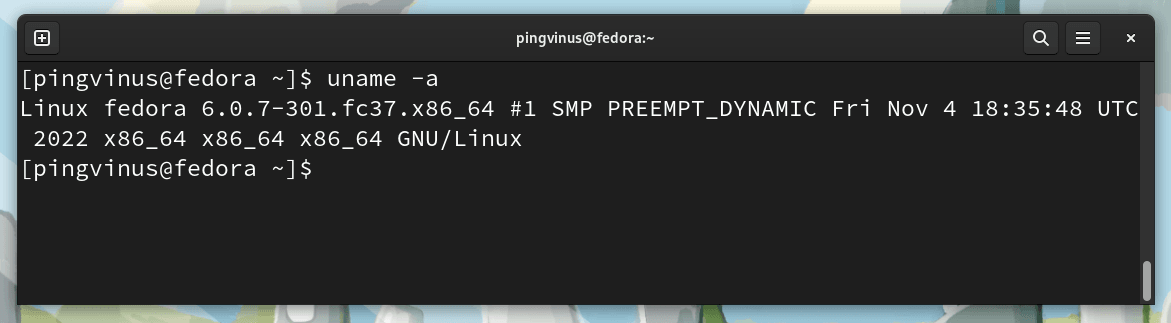 pingvinus@fedora:~
[pingvinus@fedora ~]$ uname -a
Linux fedora 6.0.7-301.fc37.x86_64 #1 SMP PREEMPT_DYNAMIC Fri Nov 4 18:35:48 UTC
2022 x86_64 x86_64 x86_64 GNU/Linux
[pingvinus@fedora ~]$